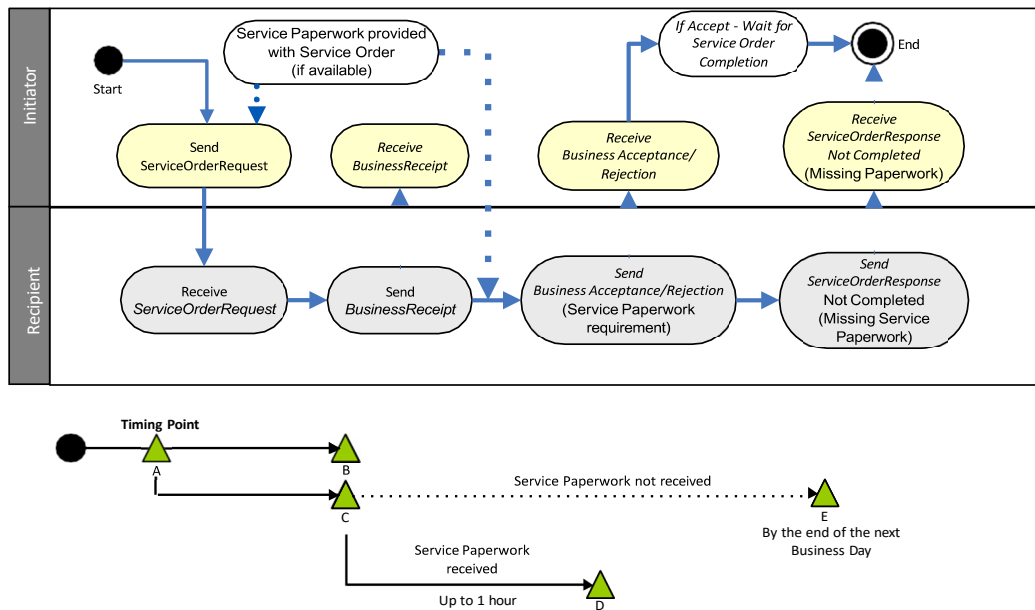 Initiator
Start
Service Paperwork provided
with Service Order
(if available)
If Accept - Wait for
Service Order
Completion
End
Send
ServiceOrderRequest
Receive
BusinessReceipt
Receive
Business Acceptance/
Rejection
Receive
ServiceOrderResponse
Not Completed
(Missing Paperwork)
Recipient
Receive
ServiceOrderRequest
Send
BusinessReceipt
Send
Business Acceptance/Rejection
(Service Paperwork
requirement)
Send
ServiceOrderResponse
Not Completed
(Missing Service
Paperwork)
Timing Point
A
B
C
Service Paperwork not received
E
By the end of the next
Business Day
Service Paperwork
received
Up to 1 hour
D